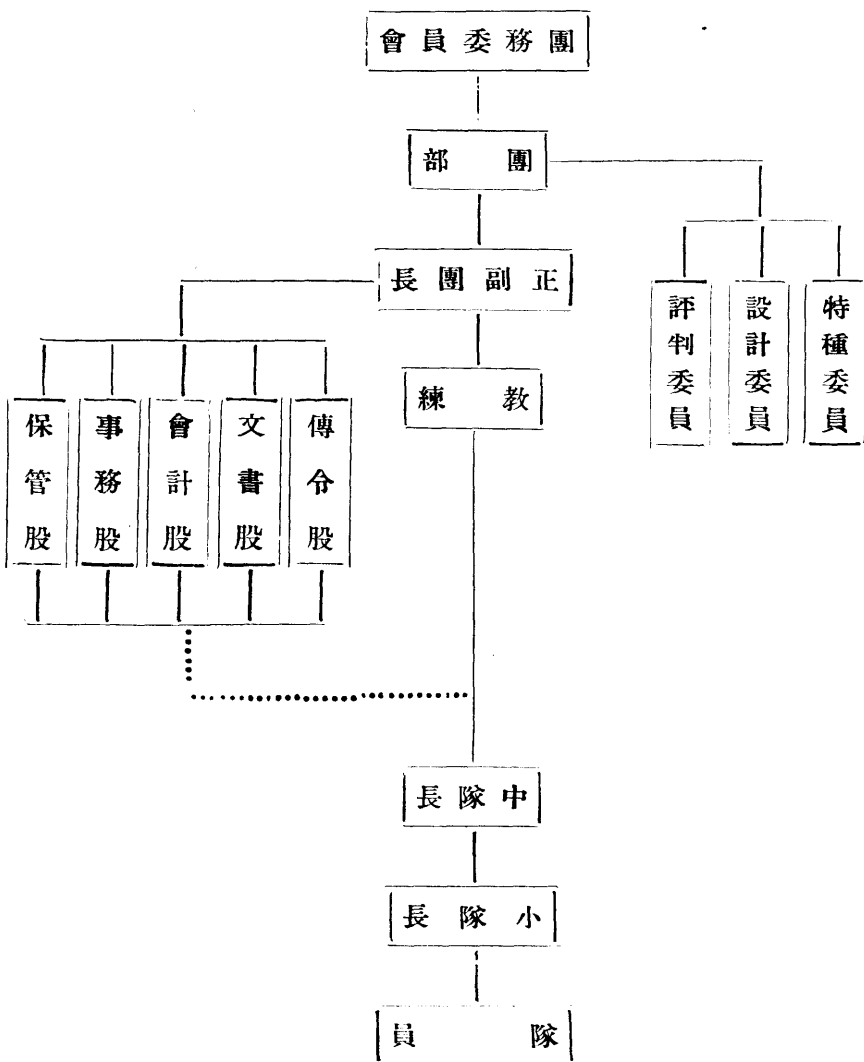 團務委員會
團部
正副團長
特種委員
設計委員
評判委員
教練
傳令股
文書股
會計股
事務股
保管股
中隊長
小隊長
隊員